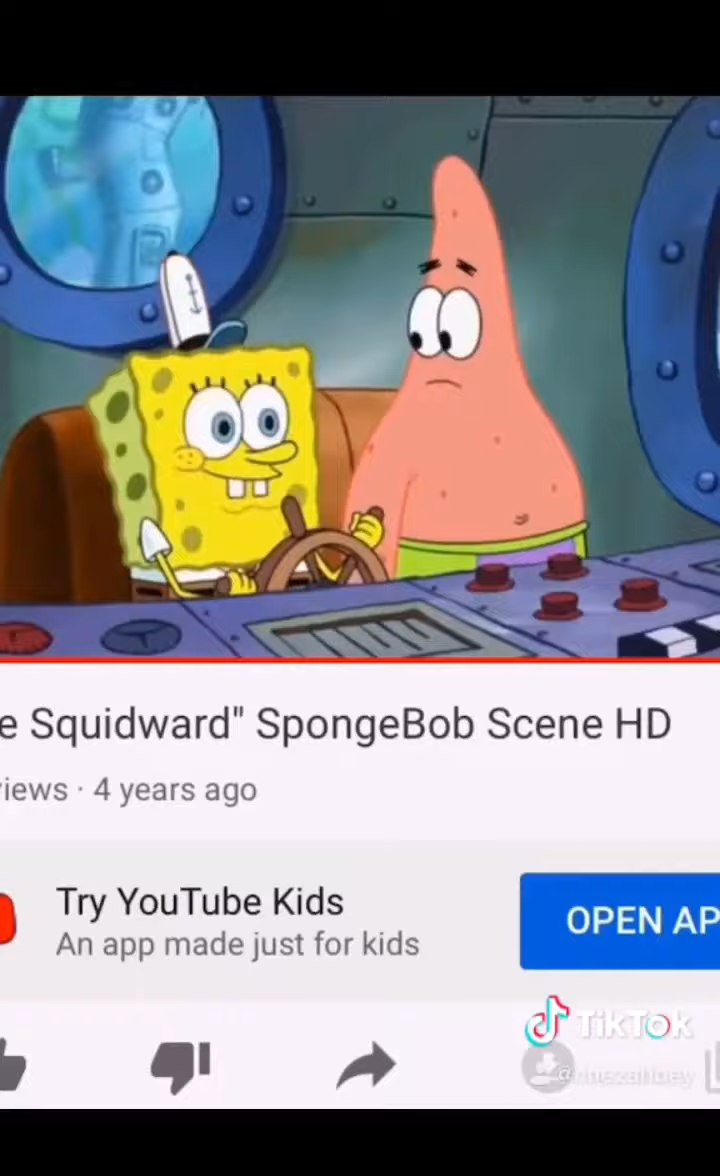 e Squidward" SpongeBob Scene HD
iews · 4 years ago
Try YouTube Kids
An app made just for kids
OPEN AP
TikTok